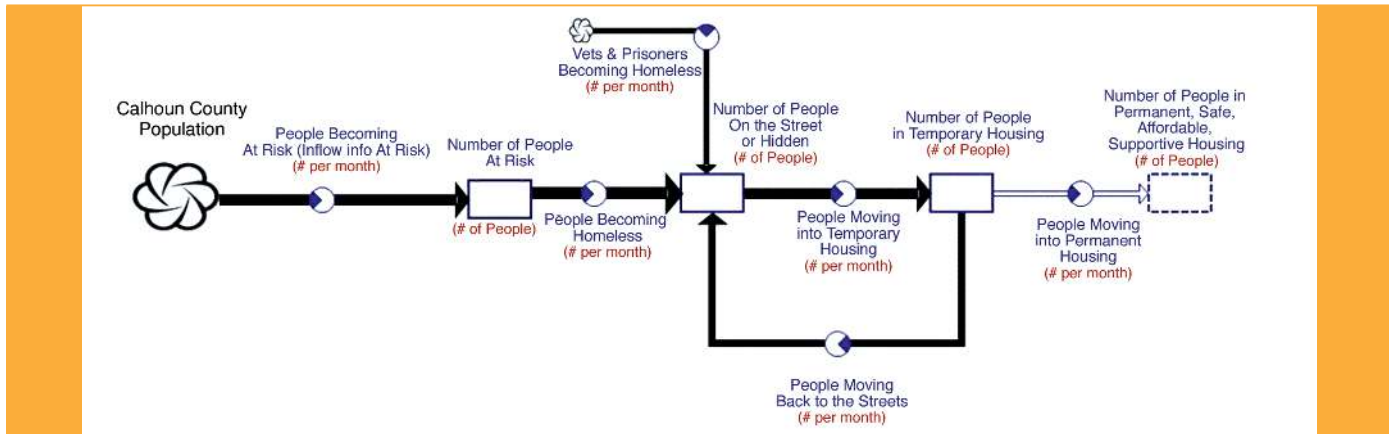 Vets & Prisoners
Becoming Homeless
(# per month)
Calhoun County
Population
People Becoming
At Risk (Inflow info At Risk)
(# per month)
Number of People
At Risk
(# of People)
People Becoming
Homeless
(# per month)
Number of People
On the Street
or Hidden
(# of People)
People Moving
into Temporary
Housing
(# per month)
Number of People
in Temporary Housing
(# of People)
People Moving
into Permanent
Housing
(# per month)
Number of People in
Permanent, Safe,
Affordable,
Supportive Housing
(# of People)
People Moving
Back to the Streets
(# per month)